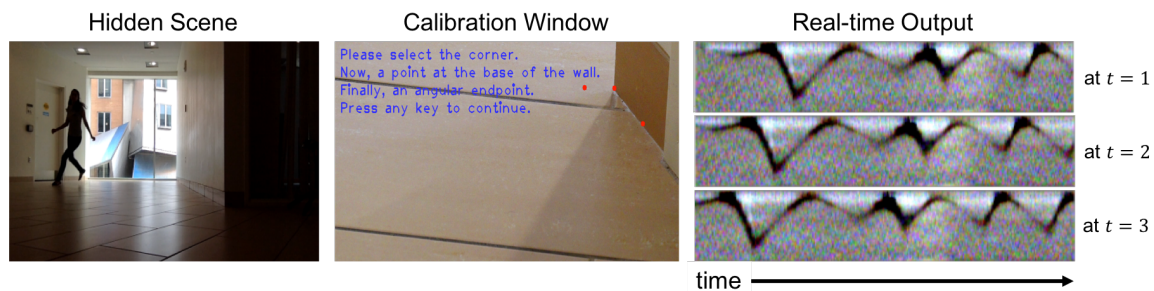 Hidden Scene
Calibration Window
Real-time Output
Please select the corner.
Now, a point at the base of the wall.
Finally, an angular endpoint.
Press any key to continue.
at t = 1
at t = 2
at t = 3
time